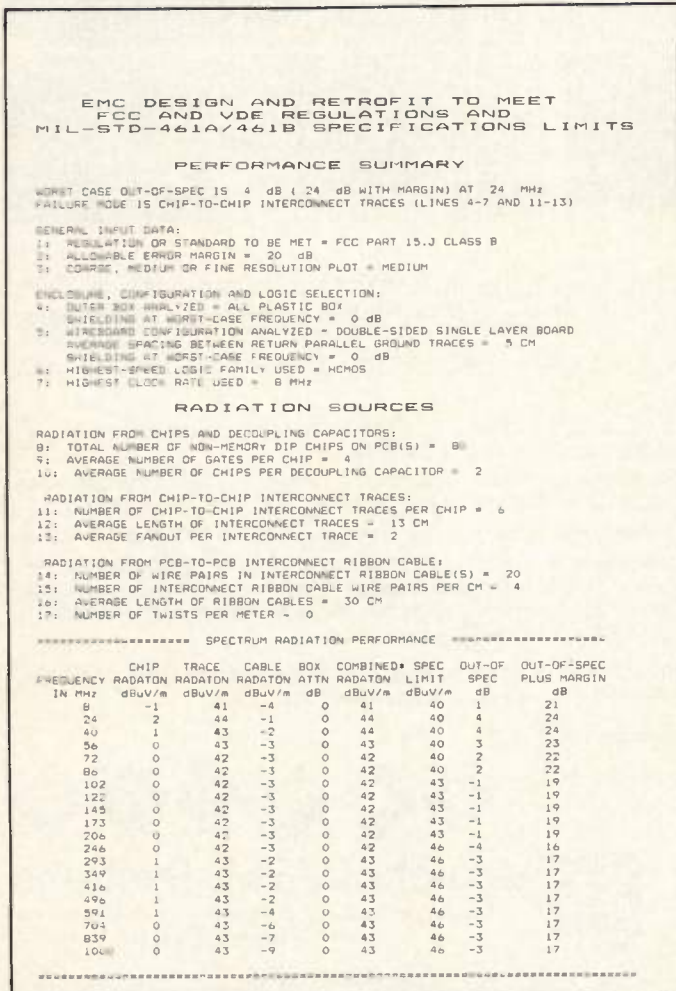 EMC DESIGN AND RETROFIT TO MEET
FCC AND VDE REGULATIONS AND
MIL-STD-461A/461B SPECIFICATIONS LIMITS
PERFORMANCE SUMMARY
WORST CASE OUT-OF-SPEC IS 4 dB ( 24 dB WITH MARGIN) AT 24 MHz
FAILURE MODE IS CHIP-TO-CHIP INTERCONNECT TRACES (LINES 4-7 AND 11-13)
GENERAL INPUT DATA:
1: REGULATION OR STANDARD TO BE MET = FCC PART 15.J CLASS B
2: ALLOWABLE ERROR MARGIN = 20 dB
3: COARSE, MEDIUM OR FINE RESOLUTION PLOT = MEDIUM
ENCLOSURE, CONFIGURATION AND LOGIC SELECTION:
4: OUTER BOX ANALYZED = ALL PLASTIC BOX
SHIELDING AT WORST-CASE FREQUENCY = 0 dB
5: WIREBOARD CONFIGURATION ANALYZED = DOUBLE-SIDED SINGLE LAYER BOARD
AVERAGE SPACING BETWEEN RETURN PARALLEL GROUND TRACES = 5 CM
SHIELDING AT WORST-CASE FREQUENCY = 0 dB
6: HIGHEST-SPEED LOGIC FAMILY USED = HCMOS
7: HIGHEST CLOCK RATE USED = 8 MHz
RADIATION SOURCES
RADIATION FROM CHIPS AND DECOUPLING CAPACITORS:
8: TOTAL NUMBER OF NON-MEMORY DIP CHIPS ON PCB(S) = 8
9: AVERAGE NUMBER OF GATES PER CHIP = 4
10: AVERAGE NUMBER OF CHIPS PER DECOUPLING CAPACITOR = 2
RADIATION FROM CHIP-TO-CHIP INTERCONNECT TRACES:
11: NUMBER OF CHIP-TO-CHIP INTERCONNECT TRACES PER CHIP = 6
12: AVERAGE LENGTH OF INTERCONNECT TRACES = 13 CM
13: AVERAGE FANOUT PER INTERCONNECT TRACE = 2
RADIATION FROM PCB-TO-PCB INTERCONNECT RIBBON CABLE:
14: NUMBER OF WIRE PAIRS IN INTERCONNECT RIBBON CABLE(S) = 20
15: NUMBER OF INTERCONNECT RIBBON CABLE WIRE PAIRS PER CM = 4
16: AVERAGE LENGTH OF RIBBON CABLES = 30 CM
17: NUMBER OF TWISTS PER METER = 0
SPECTRUM RADIATION PERFORMANCE
CHIP TRACE CABLE BOX COMBINED* SPEC OUT-OF OUT-OF-SPEC
FREQUENCY RADATON RADATON RADATON ATTN RADATON LIMIT SPEC PLUS MARGIN
IN MHz dBuV/m dBuV/m dBuV/m dB dBuV/m dBuV/m dB dB
8 -1 41 -4 0 41 40 1 21
24 2 44 -1 0 44 40 4 24
40 1 43 -2 0 44 40 4 24
56 0 43 -3 0 43 40 3 23
72 0 42 -3 0 42 40 2 22
86 0 42 -3 0 42 40 2 22
102 0 42 -3 0 42 43 -1 19
122 0 42 -3 0 42 43 -1 19
145 0 42 -3 0 42 43 -1 19
173 0 42 -3 0 42 43 -1 19
206 0 42 -3 0 42 43 -1 19
246 0 42 -3 0 42 46 -4 16
293 1 43 -2 0 43 46 -3 17
349 1 43 -2 0 43 46 -3 17
416 1 43 -2 0 43 46 -3 17
496 1 43 -2 0 43 46 -3 17
591 1 43 -4 0 43 46 -3 17
704 0 43 -6 0 43 46 -3 17
839 0 43 -7 0 43 46 -3 17
0 43 -9 0 43 46 -3 17